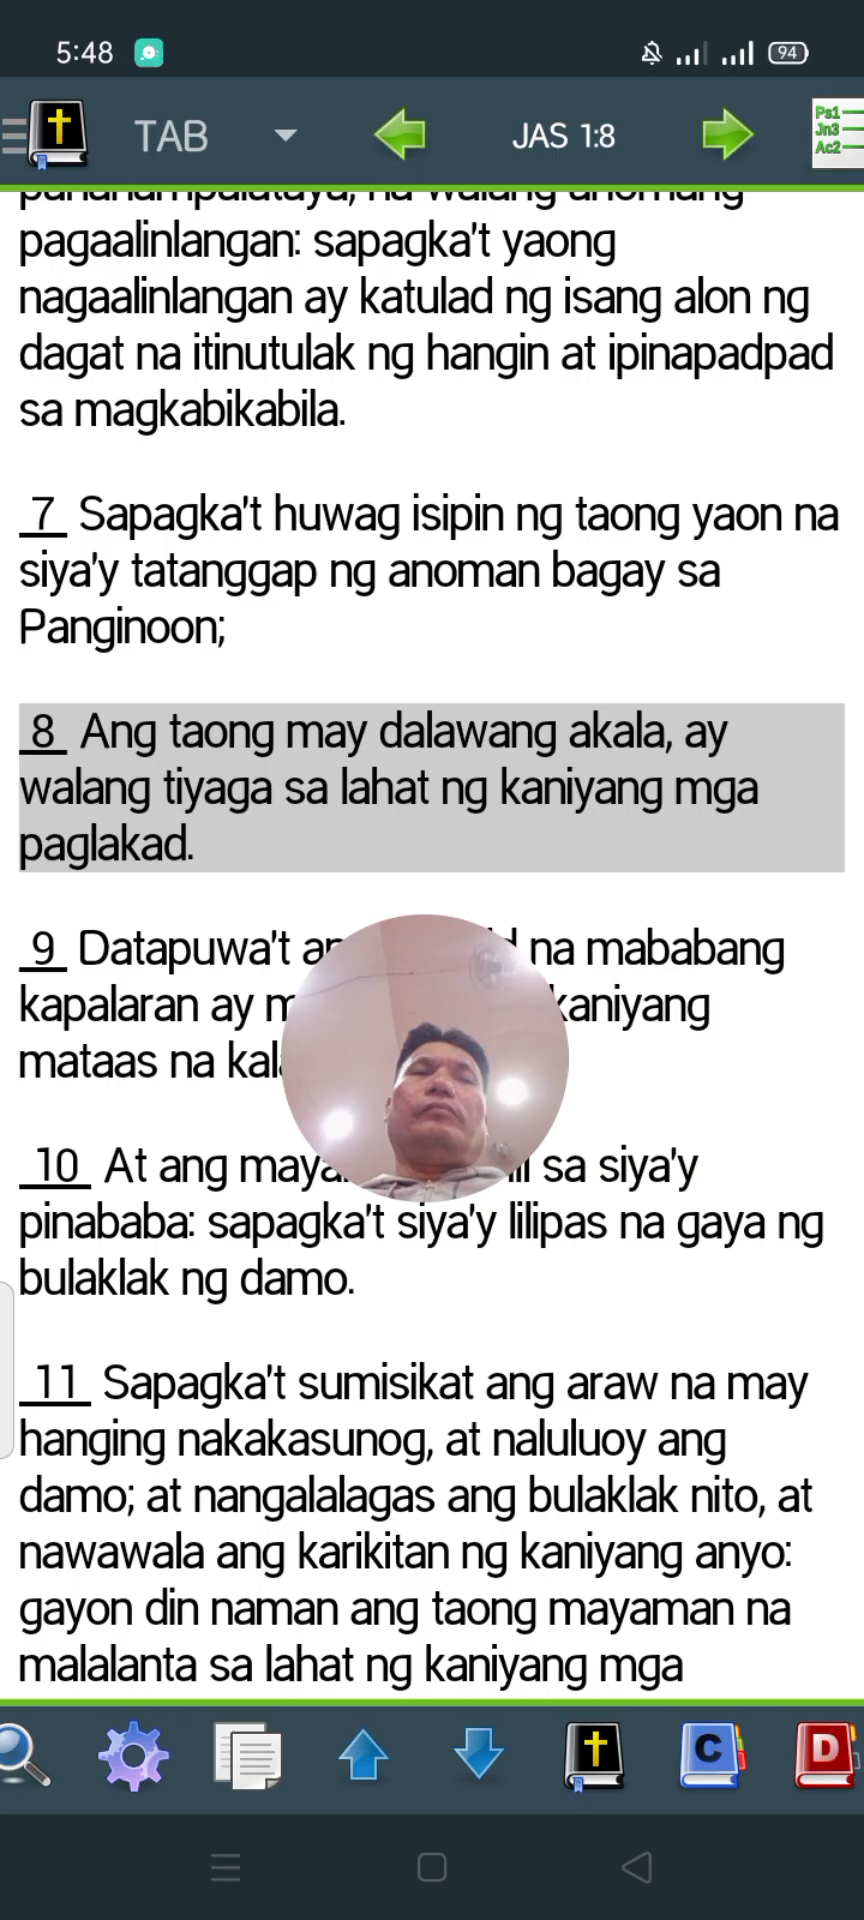 5:48
94
TAB
JAS 1:8
Ps1
Jn3
Ac2
pagaalinlangan: sapagka't yaong
nagaalinlangan ay katulad ng isang alon ng
dagat na itinutulak ng hangin at ipinapadpad
sa magkabikabila.
7 Sapagka't huwag isipin ng taong yaon na
siya'y tatanggap ng anoman bagay sa
Panginoon;
8 Ang taong may dalawang akala, ay
walang tiyaga sa lahat ng kaniyang mga
paglakad.
9 Datapuwa't na mababang
kapalaran ay kaniyang
mataas na
10 At ang sa siya'y
pinababa: sapagka't siya'y lilipas na gaya ng
bulaklak ng damo.
11 Sapagka't sumisikat ang araw na may
hanging nakakasunog, at naluluoy ang
damo; at nangalalagas ang bulaklak nito, at
nawawala ang karikitan ng kaniyang anyo:
gayon din naman ang taong mayaman na
malalanta sa lahat ng kaniyang mga
C
D